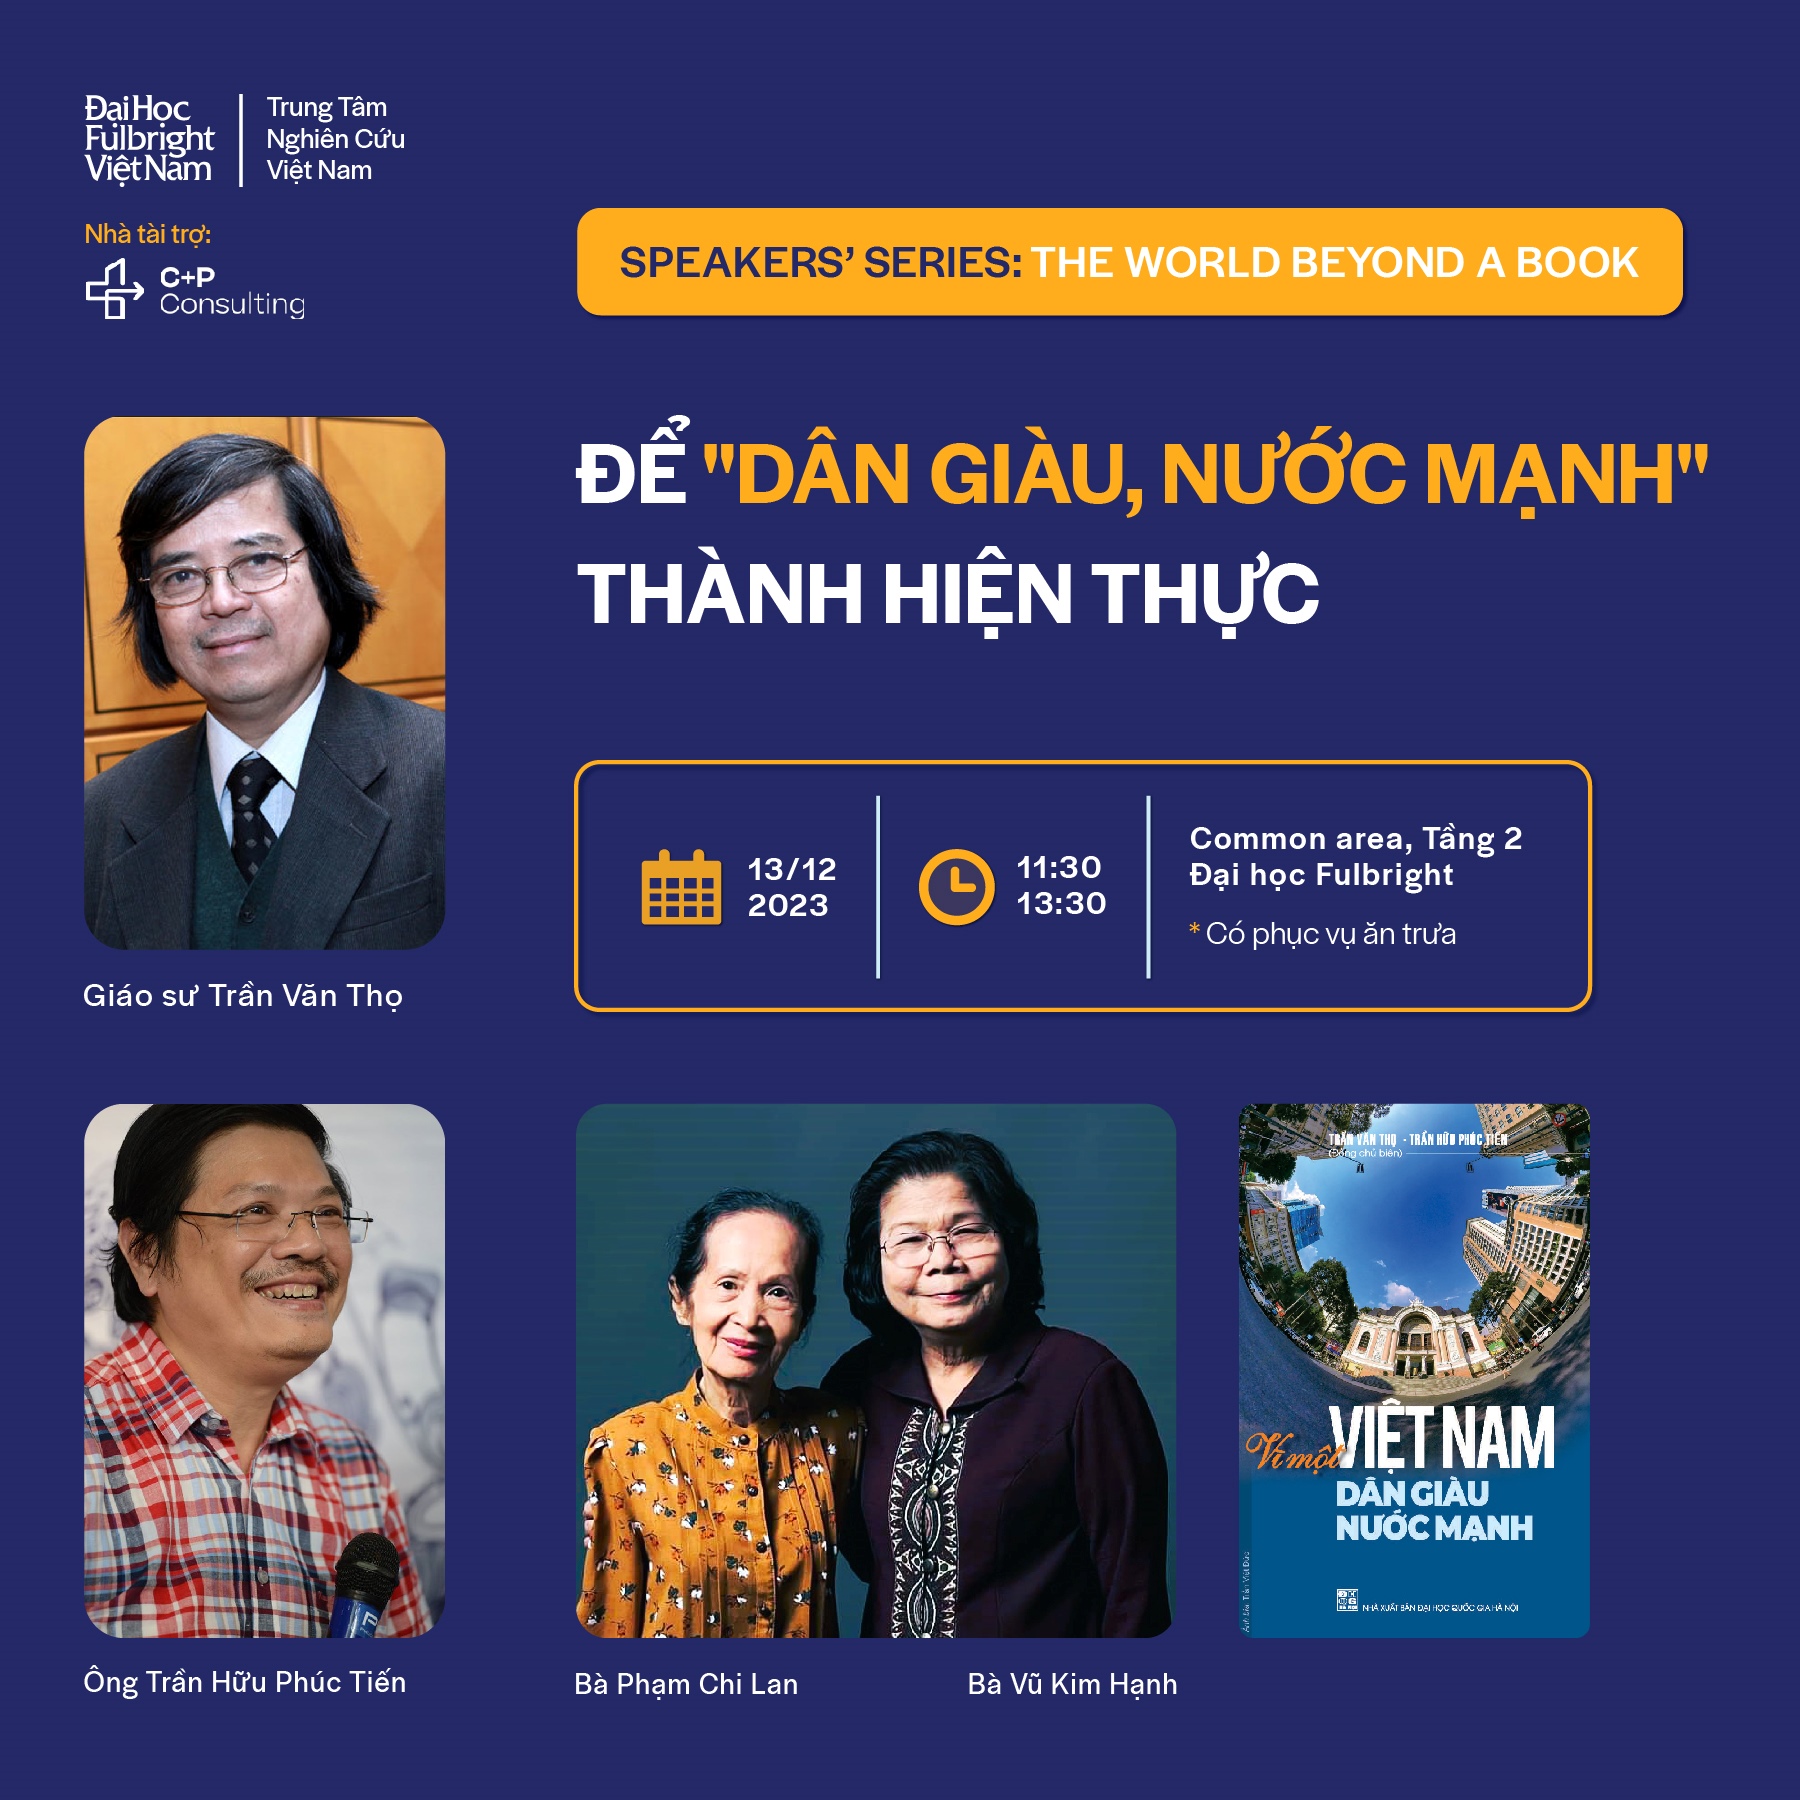 Đại Học
Fulbright
Việt Nam
Trung Tâm
Nghiên Cứu
Việt Nam
Nhà tài trợ:
C+P
Consulting
SPEAKERS’ SERIES: THE WORLD BEYOND A BOOK
ĐỂ "DÂN GIÀU, NƯỚC MẠNH"
THÀNH HIỆN THỰC
13/12
2023
11:30
13:30
Common area, Tầng 2
Đại học Fulbright
* Có phục vụ ăn trưa
Giáo sư Trần Văn Thọ
Ông Trần Hữu Phúc Tiến
Bà Phạm Chi Lan
Bà Vũ Kim Hạnh
TRẦN VĂN THỌ - TRẦN HỮU PHÚC TIẾN
(Đồng chủ biên)
Vì một VIỆT NAM
DÂN GIÀU
NƯỚC MẠNH
NHÀ XUẤT BẢN ĐẠI HỌC QUỐC GIA HÀ NỘI